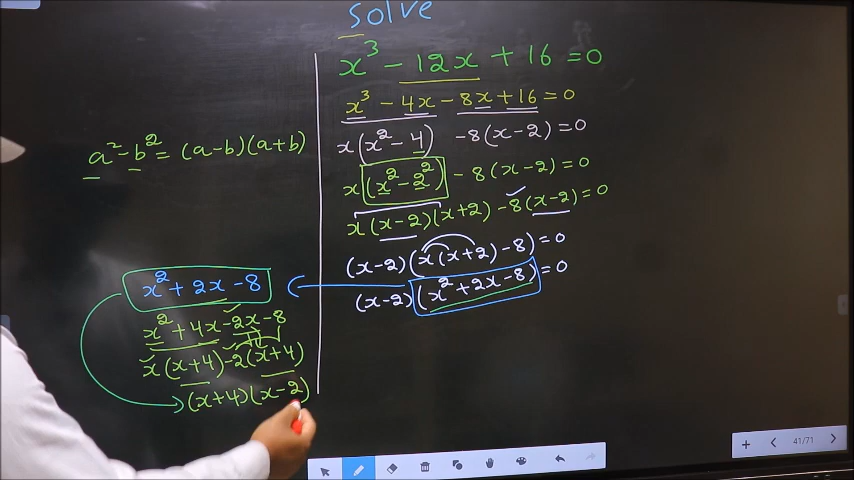 solve
x³ - 12x + 16 = 0
x³ - 4x - 8x + 16 = 0
x(x² - 4) - 8(x - 2) = 0
x(x² - 2²) - 8(x - 2) = 0
x(x - 2)(x + 2) - 8(x - 2) = 0
(x - 2)(x(x + 2) - 8) = 0
(x - 2)(x² + 2x - 8) = 0
a² - b² = (a - b)(a + b)
x² + 2x - 8
x² + 4x - 2x - 8
x(x + 4) - 2(x + 4)
(x + 4)(x - 2)
41/71